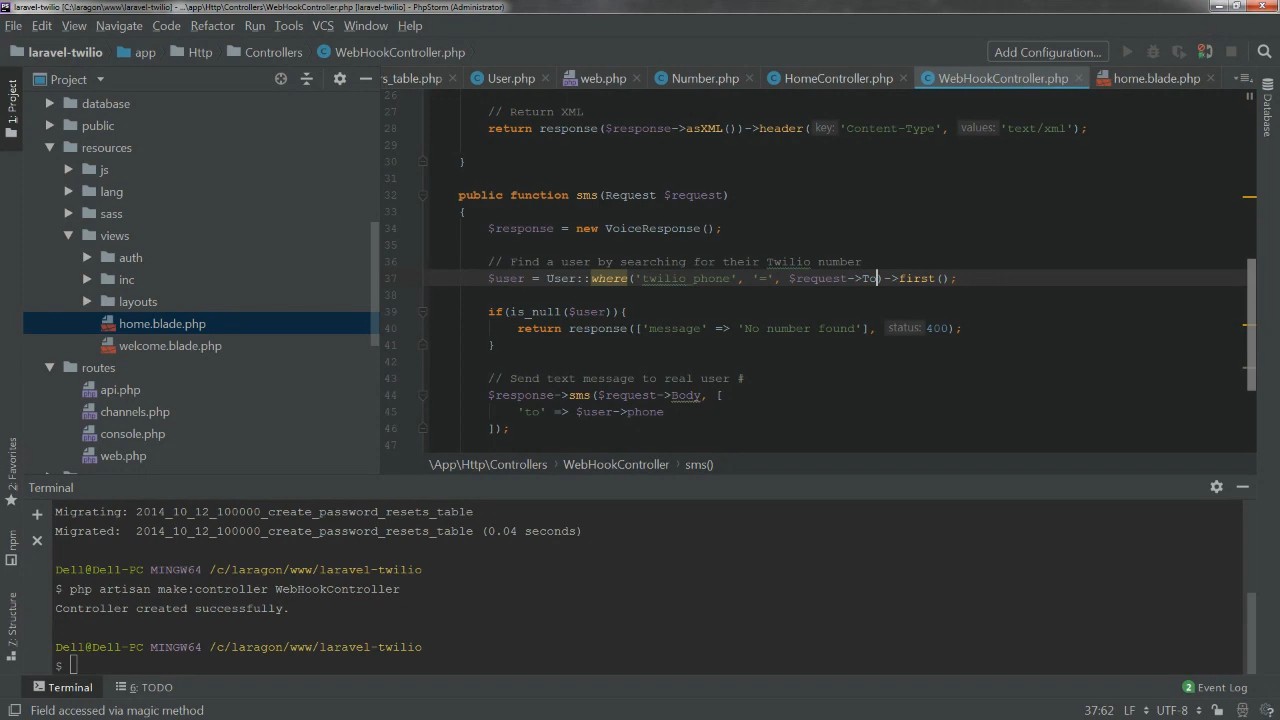 laravel-twilio [C:\laragon\www\laravel-twilio] - ...\app\Http\Controllers\WebHookController.php [laravel-twilio] - PhpStorm (Administrator)
File Edit View Navigate Code Refactor Run Tools VCS Window Help
laravel-twilio app Http Controllers WebHookController.php Add Configuration...
Project
rs_table.php User.php web.php Number.php HomeController.php WebHookController.php home.blade.php
1: Project
Database
database
public
resources
js
lang
sass
views
auth
inc
layouts
home.blade.php
welcome.blade.php
routes
api.php
channels.php
console.php
web.php
26
27 // Return XML
28 return response($response->asXML())->header( key: 'Content-Type', values: 'text/xml');
29
30 }
31
32 public function sms(Request $request)
33 {
34 $response = new VoiceResponse();
35
36 // Find a user by searching for their Twilio number
37 $user = User::where('twilio_phone', '=', $request->To)->first();
38
39 if(is_null($user)){
40 return response(['message' => 'No number found'], status: 400);
41 }
42
43 // Send text message to real user #
44 $response->sms($request->Body, [
45 'to' => $user->phone
46 ]);
47
\App\Http\Controllers WebHookController sms()
2: Favorites
npm
7: Structure
Terminal
Migrating: 2014_10_12_100000_create_password_resets_table
Migrated: 2014_10_12_100000_create_password_resets_table (0.04 seconds)
Dell@Dell-PC MINGW64 /c/laragon/www/laravel-twilio
$ php artisan make:controller WebHookController
Controller created successfully.
Dell@Dell-PC MINGW64 /c/laragon/www/laravel-twilio
$
Terminal 6: TODO 2 Event Log
Field accessed via magic method 37:62 LF UTF-8